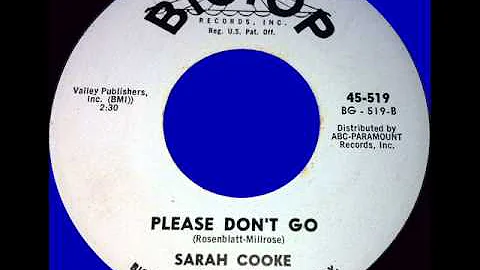 BIGTOP
RECORDS, INC.
Reg. U.S. Pat. Off.
Valley Publishers,
Inc. (BMI))
2:30
45-519
BG - 519-B
Distributed by
ABC-PARAMOUNT
Records, Inc.
PLEASE DON'T GO
(Rosenblatt-Millrose)
SARAH COOKE